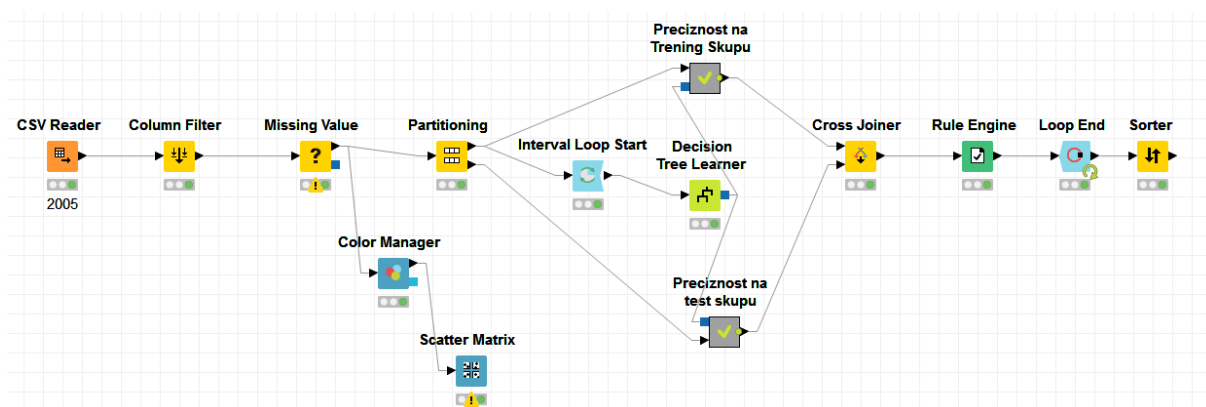 Preciznost na
Trening Skupu
CSV Reader
Column Filter
Missing Value
Partitioning
Interval Loop Start
Decision
Tree Learner
Cross Joiner
Rule Engine
Loop End
Sorter
?
2005
Color Manager
Preciznost na
test skupu
Scatter Matrix